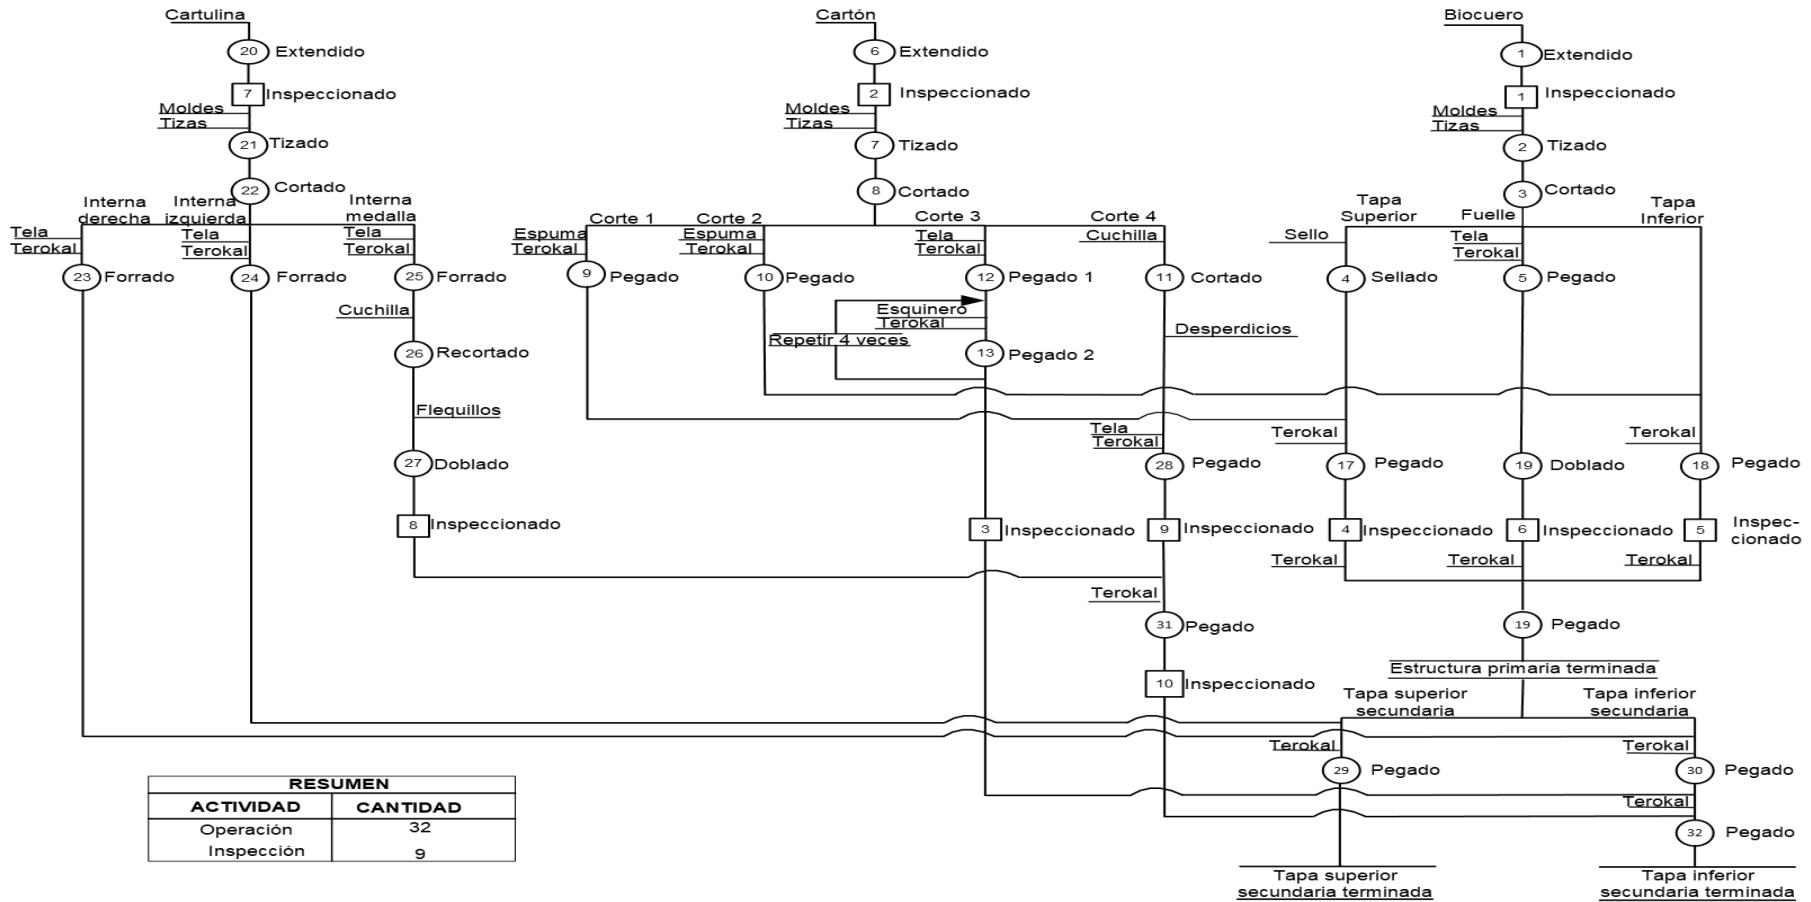 Cartulina
20 Extendido
7 Inspeccionado
Moldes
Tizas
21 Tizado
22 Cortado
Interna derecha
Interna izquierda
Interna medalla
Tela
Terokal
23 Forrado
Tela
Terokal
24 Forrado
Tela
Terokal
25 Forrado
Cuchilla
26 Recortado
Flequillos
27 Doblado
8 Inspeccionado
Cartón
6 Extendido
2 Inspeccionado
Moldes
Tizas
7 Tizado
8 Cortado
Corte 1
Corte 2
Corte 3
Corte 4
Espuma
Terokal
9 Pegado
Espuma
Terokal
10 Pegado
Tela
Terokal
12 Pegado 1
Esquinero
Terokal
Repetir 4 veces
13 Pegado 2
3 Inspeccionado
Cuchilla
11 Cortado
Desperdicios
Tela
Terokal
28 Pegado
9 Inspeccionado
Terokal
31 Pegado
10 Inspeccionado
Biocuero
1 Extendido
1 Inspeccionado
Moldes
Tizas
2 Tizado
3 Cortado
Tapa Superior
Fuelle
Tapa Inferior
Sello
4 Sellado
Tela
Terokal
5 Pegado
Terokal
17 Pegado
19 Doblado
Terokal
18 Pegado
4 Inspeccionado
6 Inspeccionado
5 Inspec-
cionado
Terokal
Terokal
Terokal
19 Pegado
Estructura primaria terminada
Tapa superior
secundaria
Tapa inferior
secundaria
Terokal
29 Pegado
Terokal
30 Pegado
Terokal
32 Pegado
Tapa superior
secundaria terminada
Tapa inferior
secundaria terminada
RESUMEN
ACTIVIDAD CANTIDAD
Operación 32
Inspección 9